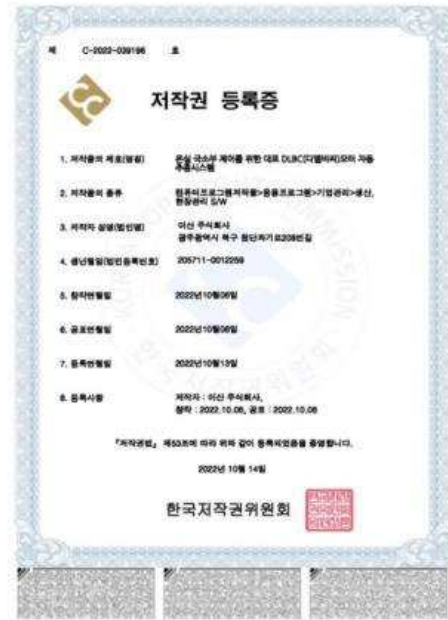 제 C-2022-039196 호
저작권 등록증
1. 저작물의 제호(명칭) 온실 국소부 제어를 위한 대표 DLBC(디엘비씨)모터 자동
추종시스템
2. 저작물의 종류 컴퓨터프로그램저작물>응용프로그램>기업관리>생산,
현장관리 S/W
3. 저작자 성명(법인명) 이산 주식회사
광주광역시 북구 첨단과기로208번길
4. 생년월일(법인등록번호) 205711-0012259
5. 창작연월일 2022년10월06일
6. 공표연월일 2022년10월06일
7. 등록연월일 2022년10월13일
8. 등록사항 저작자 : 이산 주식회사,
창작 : 2022.10.06, 공표 : 2022.10.06
『저작권법』 제53조에 따라 위와 같이 등록되었음을 증명합니다.
2022년 10월 14일
한국저작권위원회